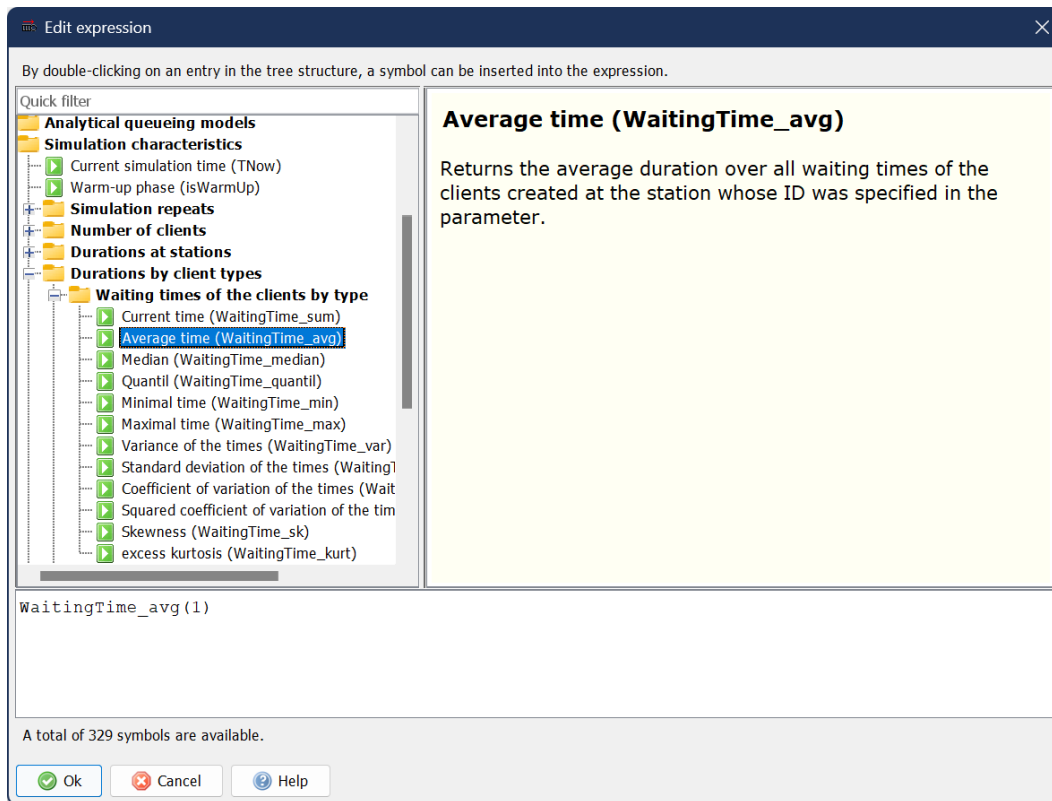 Edit expression
By double-clicking on an entry in the tree structure, a symbol can be inserted into the expression.
Quick filter
Analytical queueing models
Simulation characteristics
Current simulation time (TNow)
Warm-up phase (isWarmUp)
Simulation repeats
Number of clients
Durations at stations
Durations by client types
Waiting times of the clients by type
Current time (WaitingTime_sum)
Average time (WaitingTime_avg)
Median (WaitingTime_median)
Quantil (WaitingTime_quantil)
Minimal time (WaitingTime_min)
Maximal time (WaitingTime_max)
Variance of the times (WaitingTime_var)
Standard deviation of the times (WaitingT
Coefficient of variation of the times (Wait
Squared coefficient of variation of the tim
Skewness (WaitingTime_sk)
excess kurtosis (WaitingTime_kurt)
Average time (WaitingTime_avg)
Returns the average duration over all waiting times of the
clients created at the station whose ID was specified in the
parameter.
WaitingTime_avg(1)
A total of 329 symbols are available.
Ok
Cancel
Help